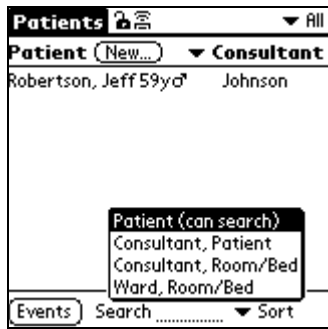 Patients All
Patient New... Consultant
Robertson, Jeff 59y♂ Johnson
Patient (can search)
Consultant, Patient
Consultant, Room/Bed
Ward, Room/Bed
Events Search Sort